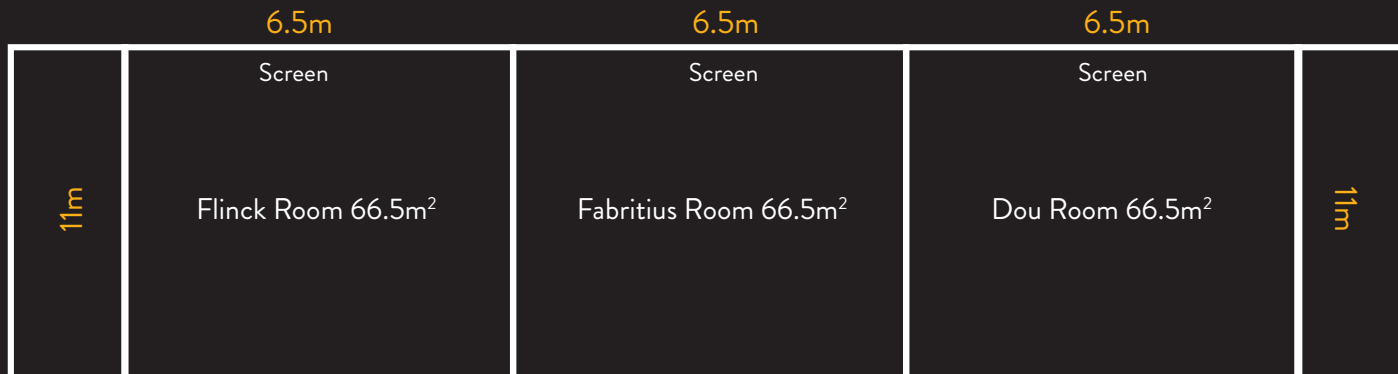 6.5m
6.5m
6.5m
Screen
Screen
Screen
11m
Flinck Room 66.5m²
Fabritius Room 66.5m²
Dou Room 66.5m²
11m